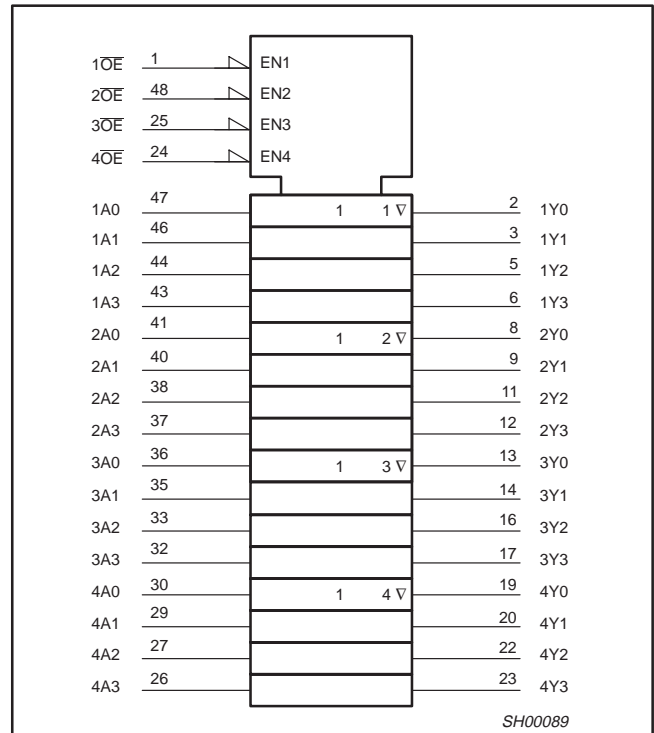 1O̅E̅ 1 EN1
2O̅E̅ 48 EN2
3O̅E̅ 25 EN3
4O̅E̅ 24 EN4
1A0 47 1 1 ∇ 2 1Y0
1A1 46 3 1Y1
1A2 44 5 1Y2
1A3 43 6 1Y3
2A0 41 1 2 ∇ 8 2Y0
2A1 40 9 2Y1
2A2 38 11 2Y2
2A3 37 12 2Y3
3A0 36 1 3 ∇ 13 3Y0
3A1 35 14 3Y1
3A2 33 16 3Y2
3A3 32 17 3Y3
4A0 30 1 4 ∇ 19 4Y0
4A1 29 20 4Y1
4A2 27 22 4Y2
4A3 26 23 4Y3
SH00089